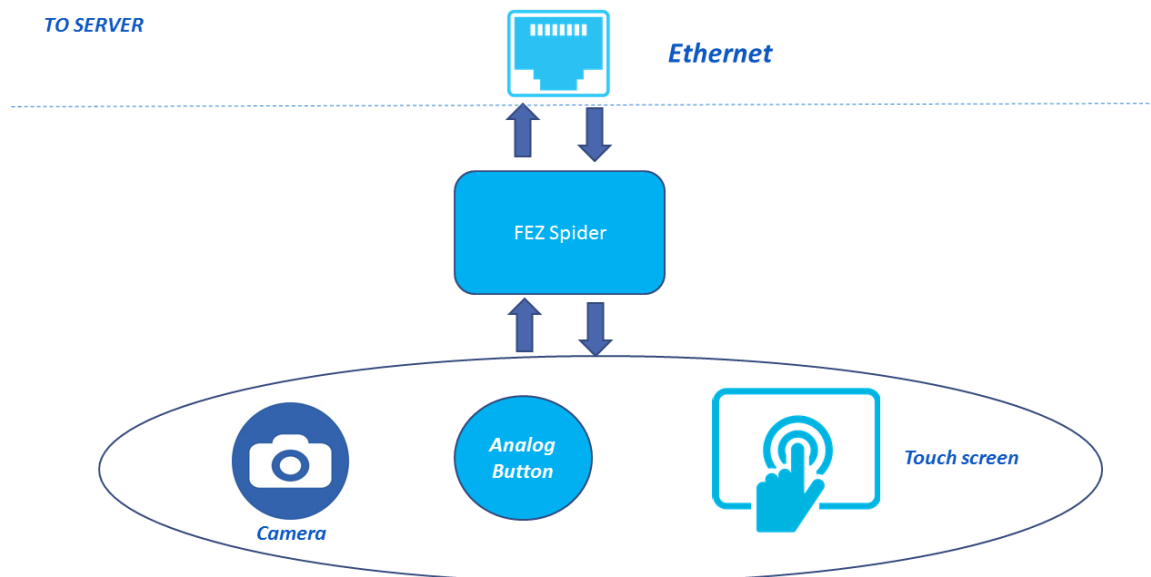 TO SERVER
Ethernet
FEZ Spider
Analog
Button
Touch screen
Camera